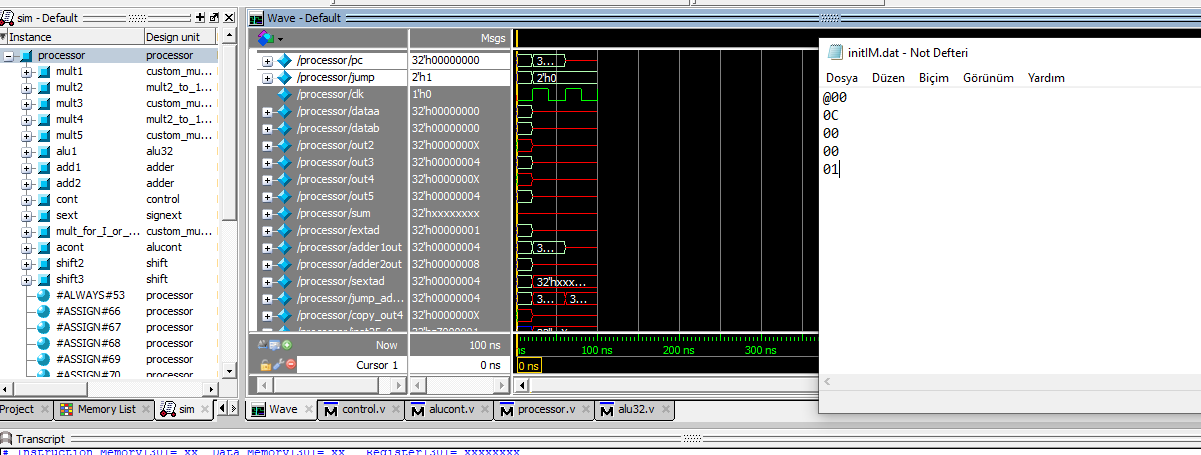 sim - Default
Instance Design unit
processor processor
mult1 custom_mu...
mult2 mult2_to_1...
mult3 custom_mu...
mult4 mult2_to_1...
mult5 custom_mu...
alu1 alu32
add1 adder
add2 adder
cont control
sext signext
mult_for_I_or_... custom_mu...
acont alucont
shift2 shift
shift3 shift
#ALWAYS#53 processor
#ASSIGN#66 processor
#ASSIGN#67 processor
#ASSIGN#68 processor
#ASSIGN#69 processor
#ASSIGN#70 processor
Project Memory List sim
Wave - Default
Msgs
/processor/pc 32'h00000000 3...
/processor/jump 2'h1 2'h0
/processor/clk 1'h0
/processor/dataa 32'h00000000
/processor/datab 32'h00000000
/processor/out2 32'h0000000X
/processor/out3 32'h00000004
/processor/out4 32'h0000000X
/processor/out5 32'h00000004
/processor/sum 32'hxxxxxxxx
/processor/extad 32'h00000001
/processor/adder1out 32'h00000004 3...
/processor/adder2out 32'h00000008
/processor/sextad 32'h00000004 32'hxxx...
/processor/jump_ad... 32'h00000004 3... 3...
/processor/copy_out4 32'h0000000X
Now 100 ns ns 100 ns 200 ns 300 ns
Cursor 1 0 ns 0 ns
Wave control.v alucont.v processor.v alu32.v
initIM.dat - Not Defteri
Dosya Düzen Biçim Görünüm Yardım
@00
0C
00
00
01
Transcript
# Instruction Memory[30]= xx Data Memory[30]= xx Register[30]= xxxxxxxx